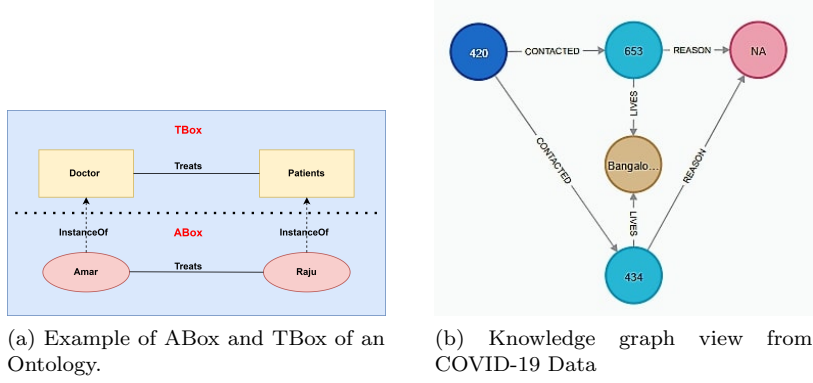 TBox
Doctor
Treats
Patients
InstanceOf
ABox
InstanceOf
Amar
Treats
Raju
(a) Example of ABox and TBox of an
Ontology.
420
CONTACTED
653
REASON
NA
LIVES
CONTACTED
Bangalo...
REASON
LIVES
434
(b) Knowledge graph view from
COVID-19 Data